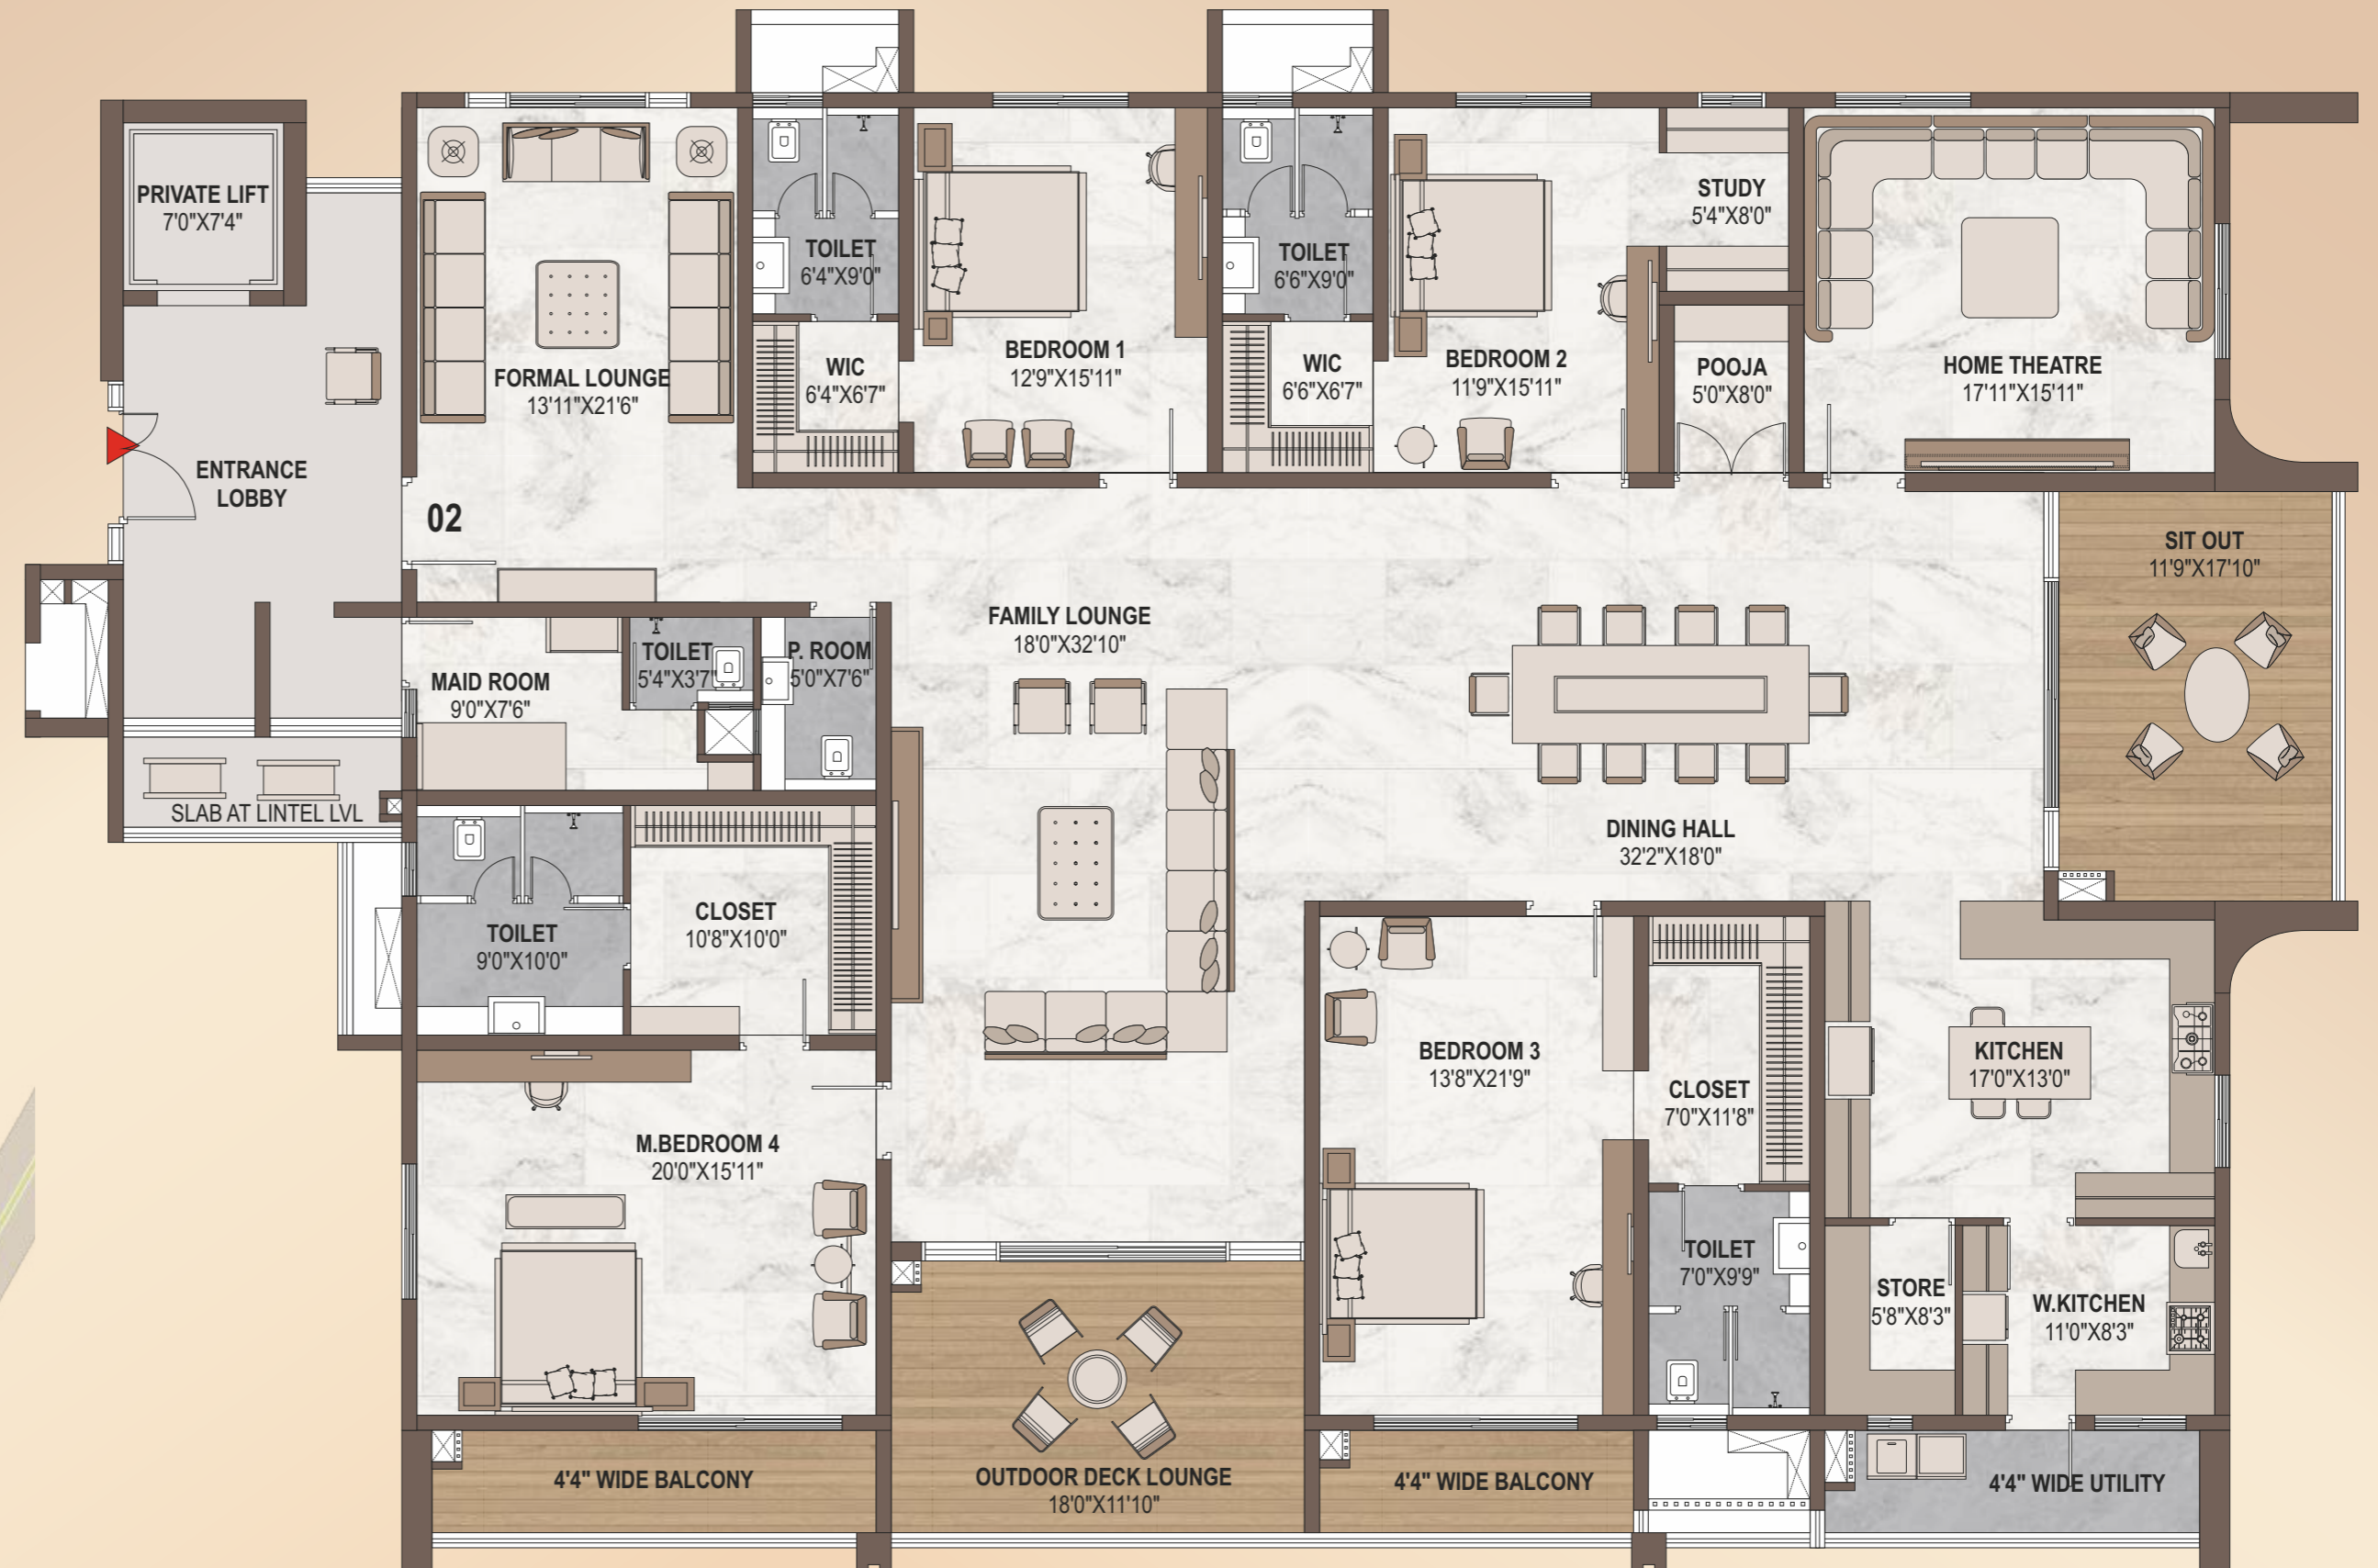 PRIVATE LIFT
7'0"X7'4"
FORMAL LOUNGE
13'11"X21'6"
TOILET
6'4"X9'0"
WIC
6'4"X6'7"
BEDROOM 1
12'9"X15'11"
TOILET
6'6"X9'0"
WIC
6'6"X6'7"
BEDROOM 2
11'9"X15'11"
STUDY
5'4"X8'0"
POOJA
5'0"X8'0"
HOME THEATRE
17'11"X15'11"
ENTRANCE
LOBBY
02
SIT OUT
11'9"X17'10"
FAMILY LOUNGE
18'0"X32'10"
MAID ROOM
9'0"X7'6"
TOILET
5'4"X3'7"
P. ROOM
5'0"X7'6"
SLAB AT LINTEL LVL
DINING HALL
32'2"X18'0"
TOILET
9'0"X10'0"
CLOSET
10'8"X10'0"
BEDROOM 3
13'8"X21'9"
CLOSET
7'0"X11'8"
KITCHEN
17'0"X13'0"
M.BEDROOM 4
20'0"X15'11"
TOILET
7'0"X9'9"
STORE
5'8"X8'3"
W.KITCHEN
11'0"X8'3"
4'4" WIDE BALCONY
OUTDOOR DECK LOUNGE
18'0"X11'10"
4'4" WIDE BALCONY
4'4" WIDE UTILITY